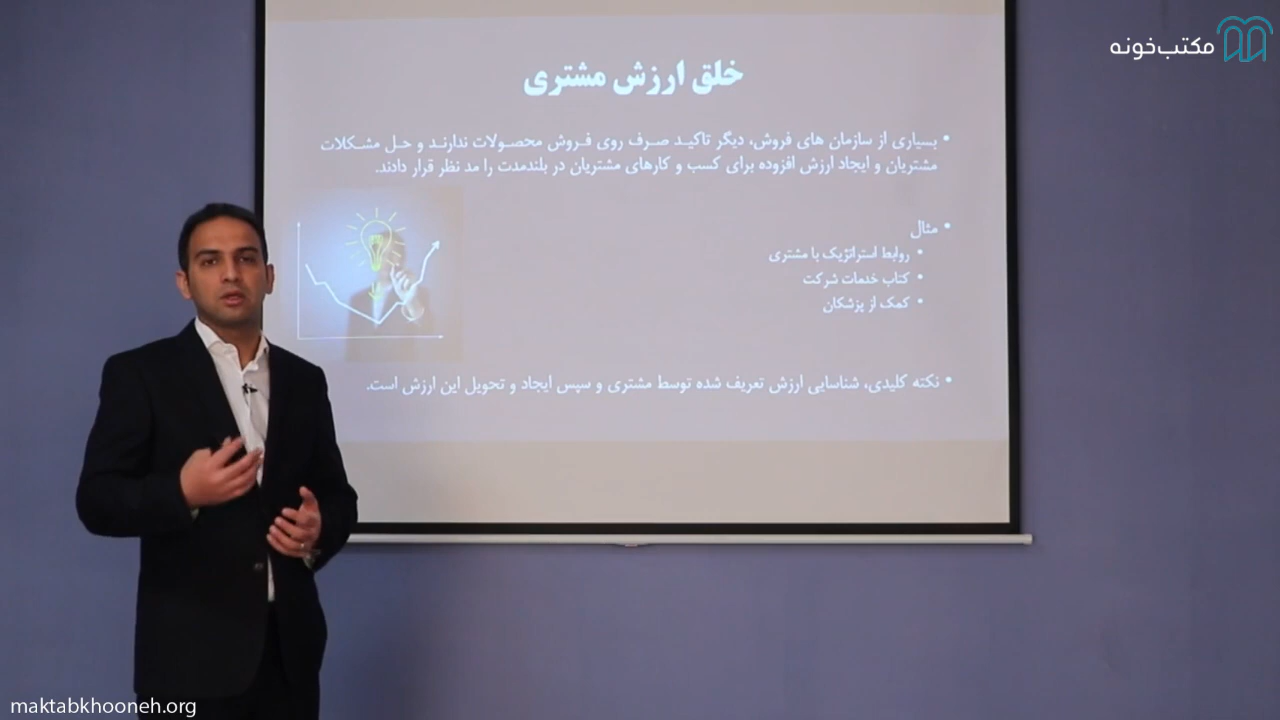 مکتب‌خونه
خلق ارزش مشتری
• بسیاری از سازمان های فروش، دیگر تاکید صرف روی فروش محصولات ندارند و حل مشکلات
مشتریان و ایجاد ارزش افزوده برای کسب و کارهای مشتریان در بلندمدت را مد نظر قرار دادند.
• مثال
• روابط استراتژیک با مشتری
• کتاب خدمات شرکت
• کمک از پزشکان
• نکته کلیدی، شناسایی ارزش تعریف شده توسط مشتری و سپس ایجاد و تحویل این ارزش است.
maktabkhooneh.org